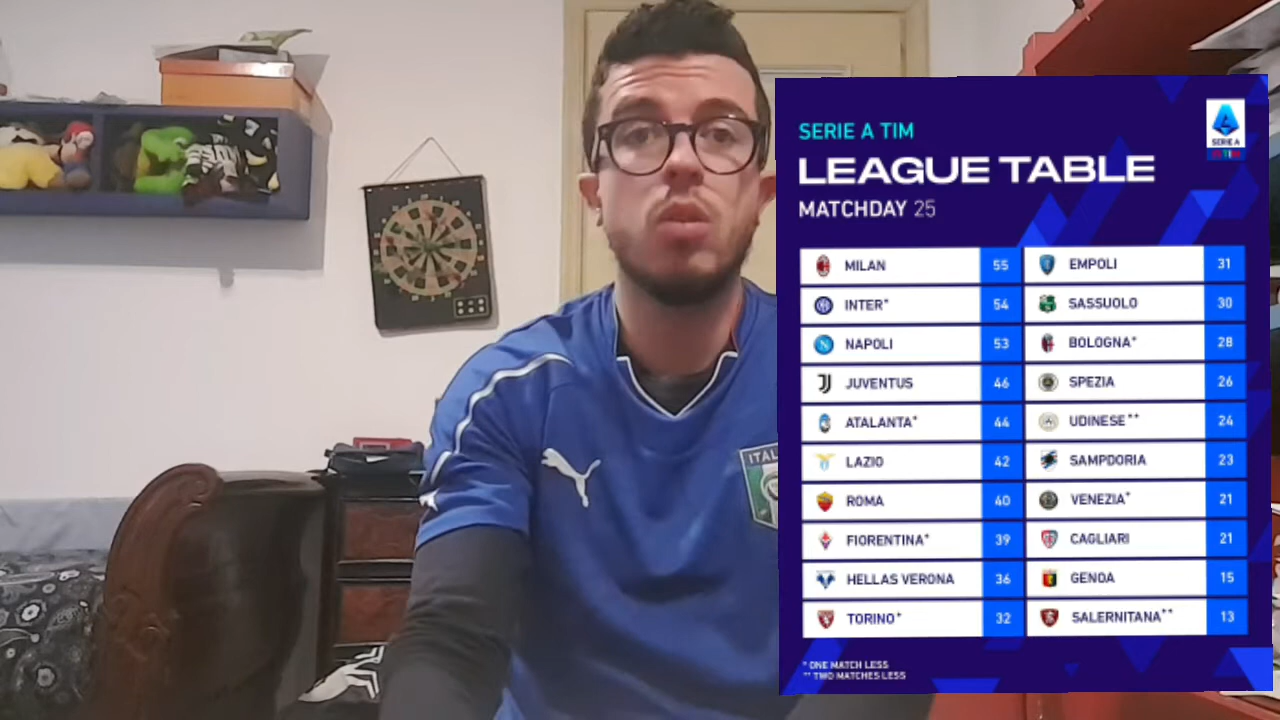 SERIE A TIM
LEAGUE TABLE
MATCHDAY 25
SERIE A
TIM
MILAN 55
INTER* 54
NAPOLI 53
JUVENTUS 46
ATALANTA* 44
LAZIO 42
ROMA 40
FIORENTINA* 39
HELLAS VERONA 36
TORINO* 32
EMPOLI 31
SASSUOLO 30
BOLOGNA* 28
SPEZIA 26
UDINESE** 24
SAMPDORIA 23
VENEZIA* 21
CAGLIARI 21
GENOA 15
SALERNITANA** 13
* ONE MATCH LESS
** TWO MATCHES LESS
ITAL